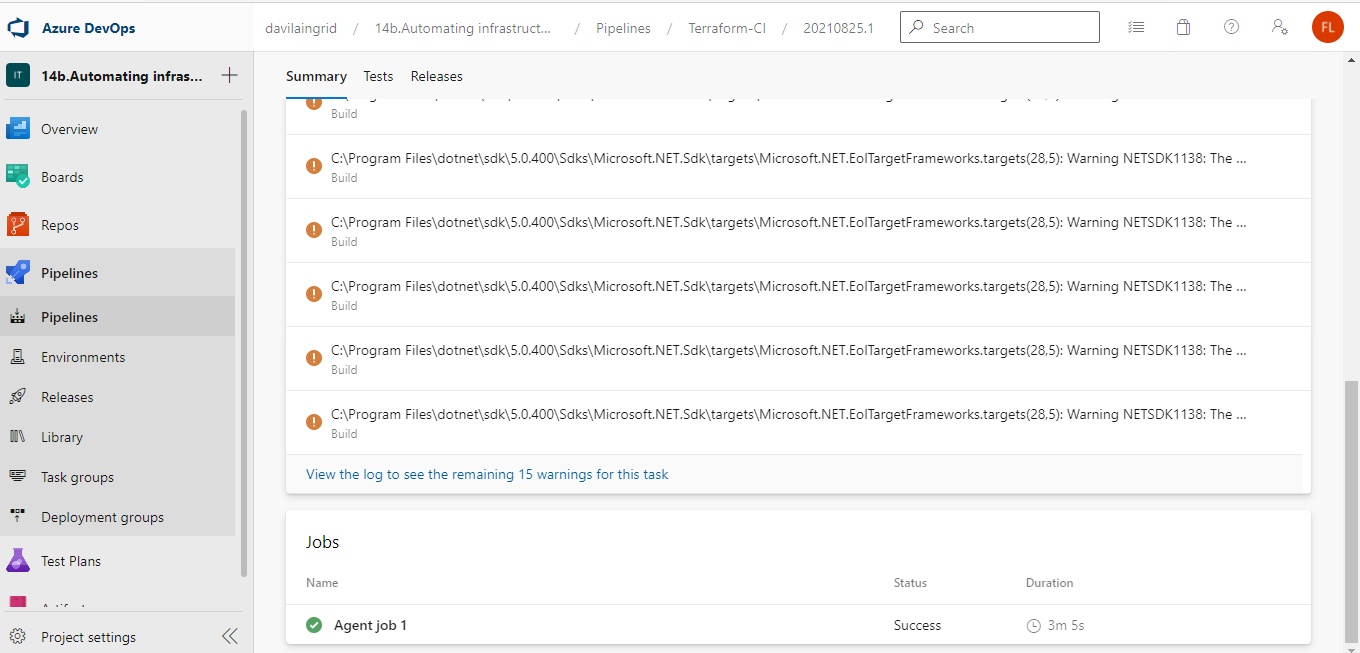 Azure DevOps
davilaingrid / 14b.Automating infrastruct... / Pipelines / Terraform-CI / 20210825.1
Search
FL
IT 14b.Automating infras...
Overview
Boards
Repos
Pipelines
Pipelines
Environments
Releases
Library
Task groups
Deployment groups
Test Plans
Project settings
Summary Tests Releases
Build
C:\Program Files\dotnet\sdk\5.0.400\Sdks\Microsoft.NET.Sdk\targets\Microsoft.NET.EolTargetFrameworks.targets(28,5): Warning NETSDK1138: The ...
Build
C:\Program Files\dotnet\sdk\5.0.400\Sdks\Microsoft.NET.Sdk\targets\Microsoft.NET.EolTargetFrameworks.targets(28,5): Warning NETSDK1138: The ...
Build
C:\Program Files\dotnet\sdk\5.0.400\Sdks\Microsoft.NET.Sdk\targets\Microsoft.NET.EolTargetFrameworks.targets(28,5): Warning NETSDK1138: The ...
Build
C:\Program Files\dotnet\sdk\5.0.400\Sdks\Microsoft.NET.Sdk\targets\Microsoft.NET.EolTargetFrameworks.targets(28,5): Warning NETSDK1138: The ...
Build
C:\Program Files\dotnet\sdk\5.0.400\Sdks\Microsoft.NET.Sdk\targets\Microsoft.NET.EolTargetFrameworks.targets(28,5): Warning NETSDK1138: The ...
Build
View the log to see the remaining 15 warnings for this task
Jobs
Name Status Duration
Agent job 1 Success 3m 5s